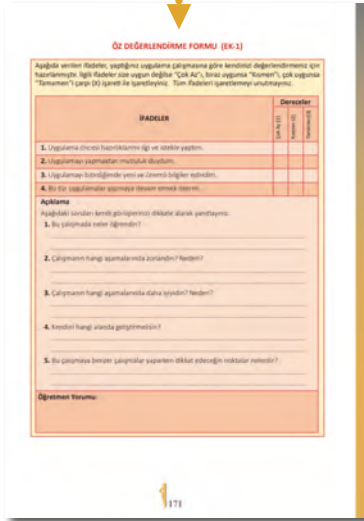 ÖZ DEĞERLENDİRME FORMU (EK-1)
Aşağıda verilen ifadeler, yaptığınız uygulama çalışmasına göre kendinizi değerlendirmeniz için
hazırlanmıştır. İlgili ifadeler size uygun değilse "Çok Az"ı, biraz uygunsa "Kısmen"i, çok uygunsa
"Tamamen"i çarpı (X) işareti ile işaretleyiniz. Tüm ifadeleri işaretlemeyi unutmayınız.
İFADELER
Dereceler
Çok Az (1)
Kısmen (2)
Tamamen (3)
1. Uygulama öncesi hazırlıklarımı ilgi ve istekle yaptım.
2. Uygulamayı yapmaktan mutluluk duydum.
3. Uygulamayı bitirdiğimde yeni ve önemli bilgiler edindim.
4. Bu tür uygulamalar yapmaya devam etmek isterim.
Açıklama
Aşağıdaki soruları kendi görüşlerinizi dikkate alarak yanıtlayınız.
1. Bu çalışmada neler öğrendin?
2. Çalışmanın hangi aşamalarında zorlandın? Neden?
3. Çalışmanın hangi aşamalarında daha iyiydin? Neden?
4. Kendini hangi alanda geliştirmelisin?
5. Bu çalışmaya benzer çalışmalar yaparken dikkat edeceğin noktalar nelerdir?
Öğretmen Yorumu:
171